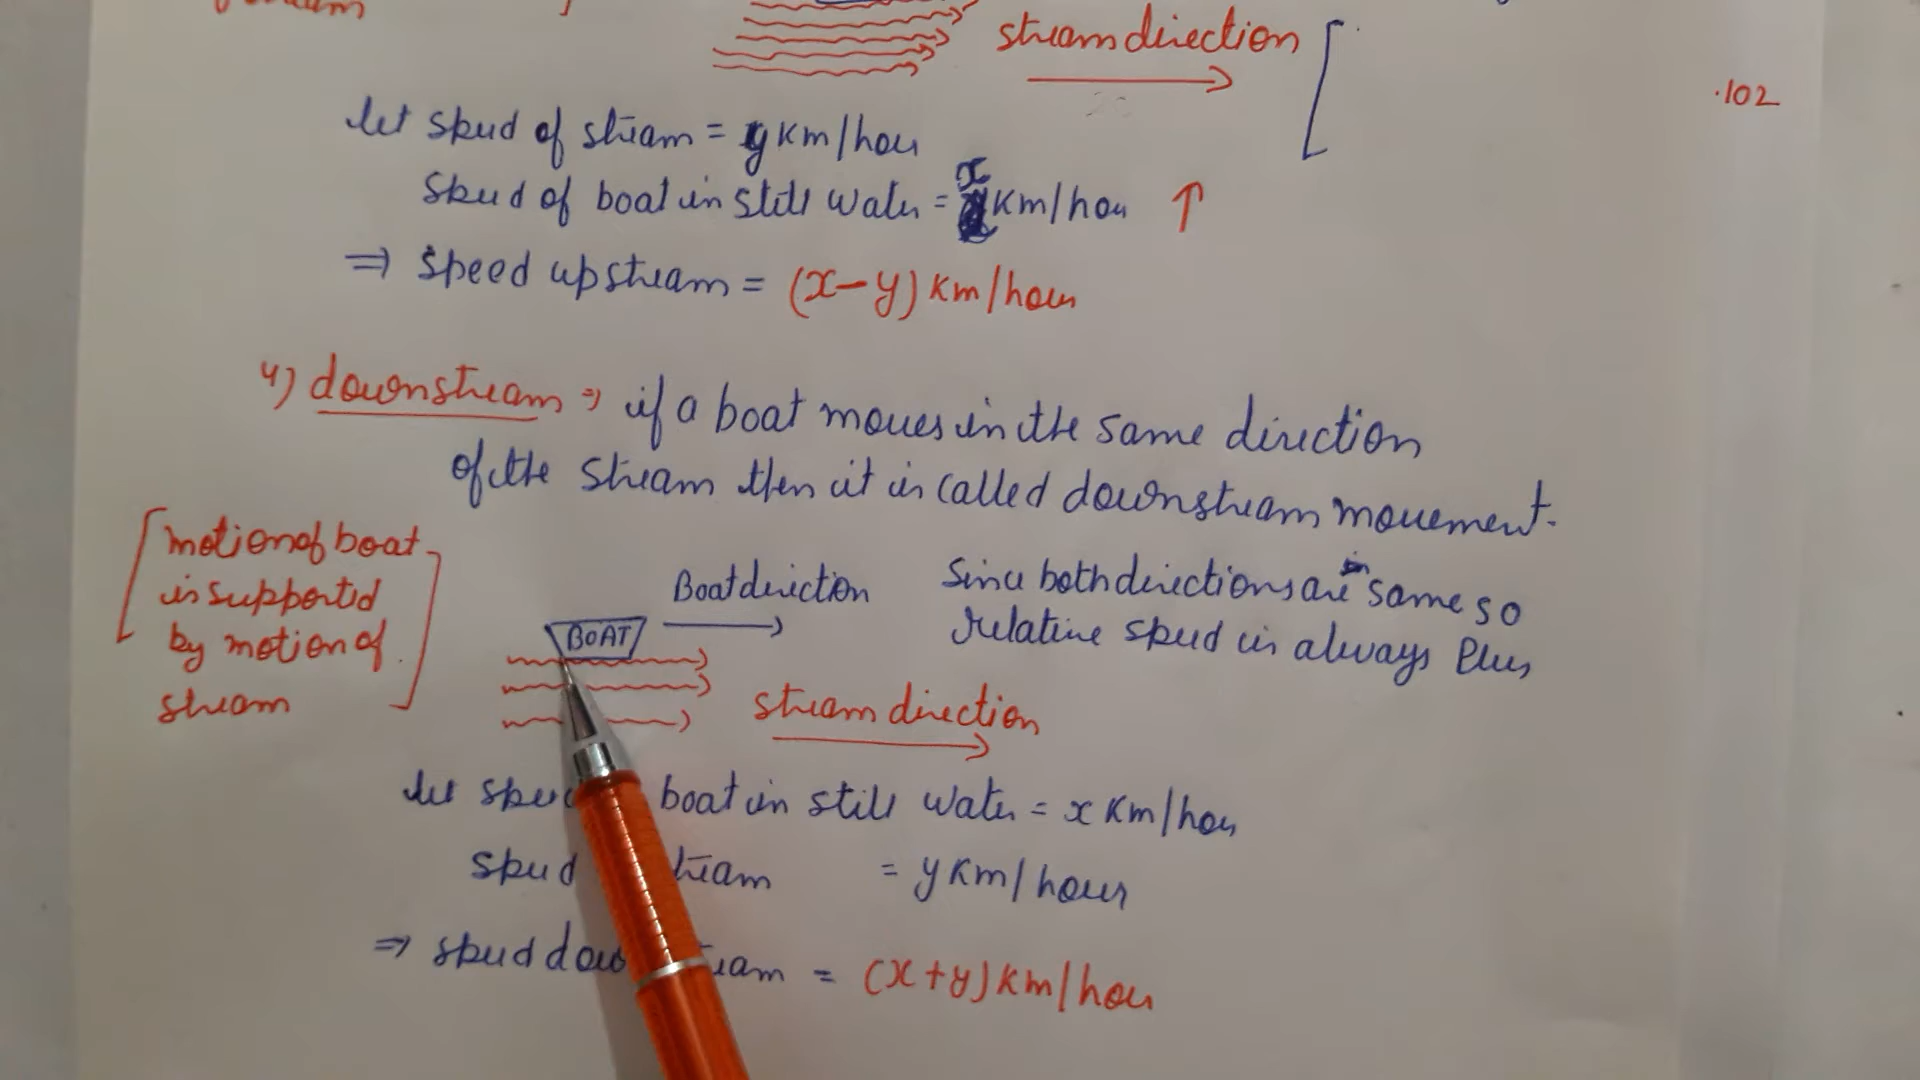 stream direction
.102
let speed of stream = y km/hour
speed of boat in still water = x km/hour ↑
⇒ speed upstream = (x-y) km/hour
4) downstream ⇒ if a boat moves in the same direction
of the stream then it is called downstream movement.
[motion of boat
is supported
by motion of
stream]
Boat direction
BOAT
stream direction
Since both directions are in same so
relative speed is always Plus
let speed boat in still water = x km/hour
speed = y km/hour
⇒ speed = (x+y) km/hour